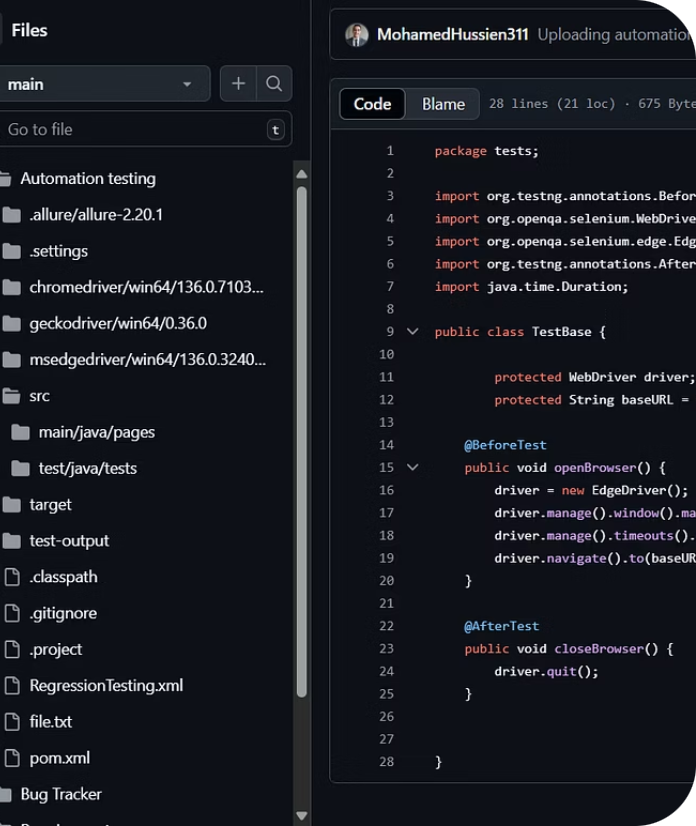 Files
main
Go to file
t
Automation testing
.allure/allure-2.20.1
.settings
chromedriver/win64/136.0.7103...
geckodriver/win64/0.36.0
msedgedriver/win64/136.0.3240...
src
main/java/pages
test/java/tests
target
test-output
.classpath
.gitignore
.project
RegressionTesting.xml
file.txt
pom.xml
Bug Tracker
MohamedHussien311 Uploading automatio
Code Blame 28 lines (21 loc) · 675 Byte
1 package tests;
2
3 import org.testng.annotations.Befor
4 import org.openqa.selenium.WebDrive
5 import org.openqa.selenium.edge.Edg
6 import org.testng.annotations.After
7 import java.time.Duration;
8
9 public class TestBase {
10
11 protected WebDriver driver;
12 protected String baseURL =
13
14 @BeforeTest
15 public void openBrowser() {
16 driver = new EdgeDriver();
17 driver.manage().window().ma
18 driver.manage().timeouts().
19 driver.navigate().to(baseUR
20 }
21
22 @AfterTest
23 public void closeBrowser() {
24 driver.quit();
25 }
26
27
28 }